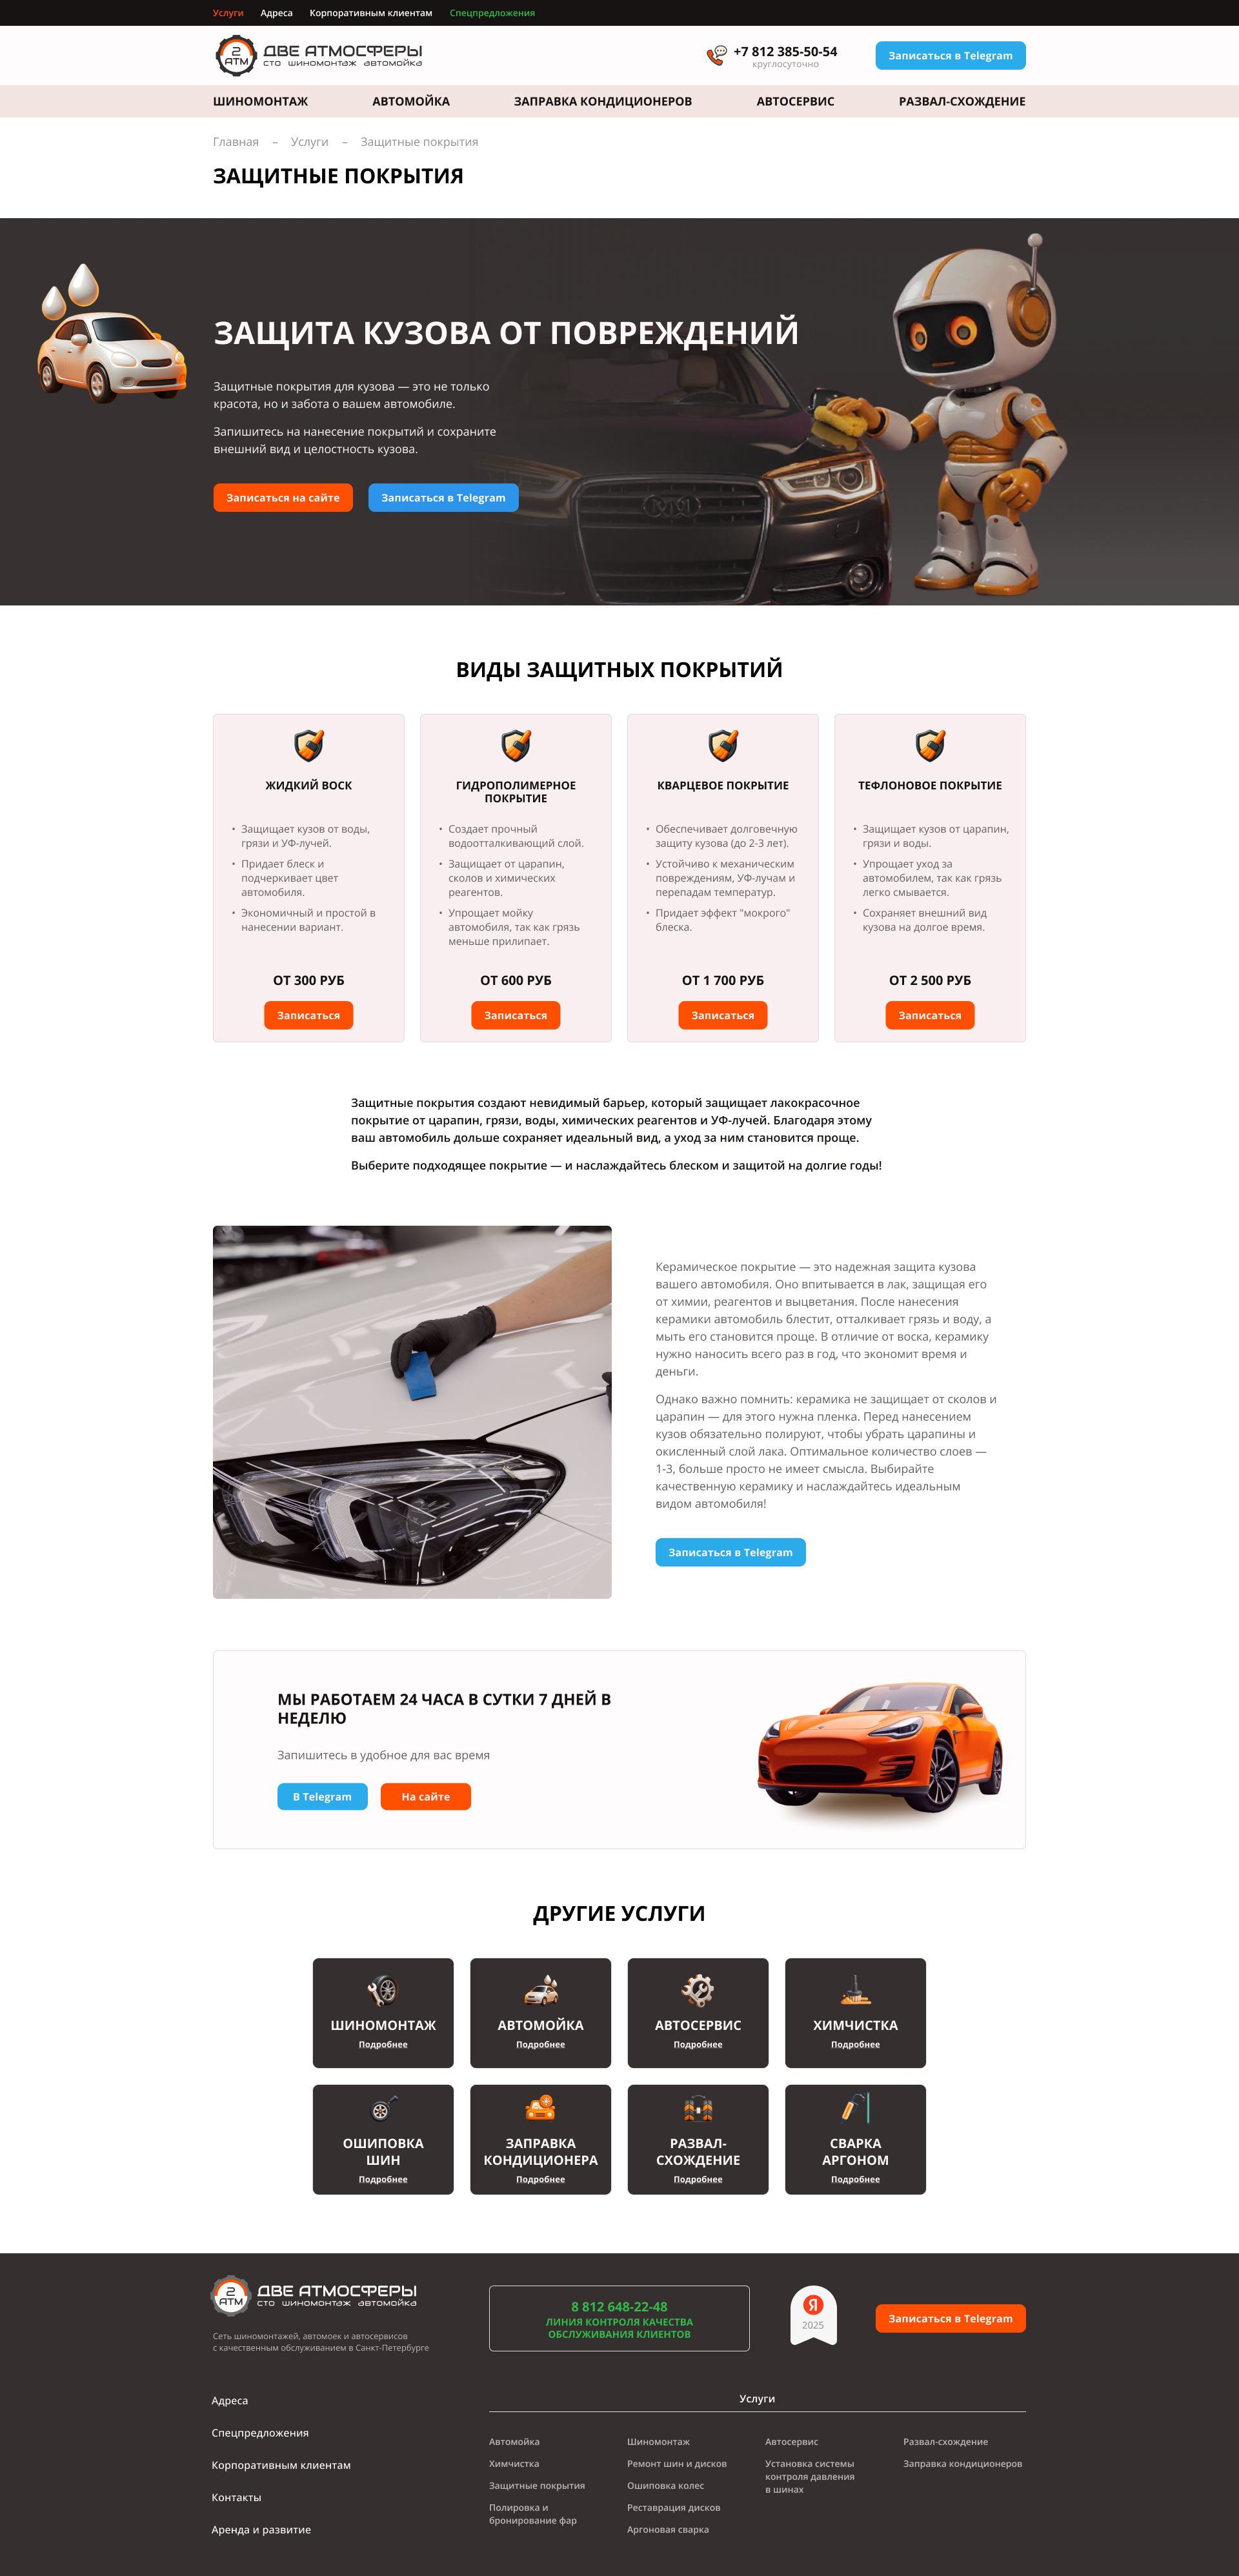 Услуги Адреса Корпоративным клиентам Спецпредложения
2 АТМ
ДВЕ АТМОСФЕРЫ
сто шиномонтаж автомойка
+7 812 385-50-54
круглосуточно
Записаться в Telegram
ШИНОМОНТАЖ АВТОМОЙКА ЗАПРАВКА КОНДИЦИОНЕРОВ АВТОСЕРВИС РАЗВАЛ-СХОЖДЕНИЕ
Главная – Услуги – Защитные покрытия
ЗАЩИТНЫЕ ПОКРЫТИЯ
ЗАЩИТА КУЗОВА ОТ ПОВРЕЖДЕНИЙ
Защитные покрытия для кузова — это не только
красота, но и забота о вашем автомобиле.
Запишитесь на нанесение покрытий и сохраните
внешний вид и целостность кузова.
Записаться на сайте Записаться в Telegram
ВИДЫ ЗАЩИТНЫХ ПОКРЫТИЙ
ЖИДКИЙ ВОСК
• Защищает кузов от воды,
грязи и УФ-лучей.
• Придает блеск и
подчеркивает цвет
автомобиля.
• Экономичный и простой в
нанесении вариант.
ОТ 300 РУБ
Записаться
ГИДРОПОЛИМЕРНОЕ
ПОКРЫТИЕ
• Создает прочный
водоотталкивающий слой.
• Защищает от царапин,
сколов и химических
реагентов.
• Упрощает мойку
автомобиля, так как грязь
меньше прилипает.
ОТ 600 РУБ
Записаться
КВАРЦЕВОЕ ПОКРЫТИЕ
• Обеспечивает долговечную
защиту кузова (до 2-3 лет).
• Устойчиво к механическим
повреждениям, УФ-лучам и
перепадам температур.
• Придает эффект "мокрого"
блеска.
ОТ 1 700 РУБ
Записаться
ТЕФЛОНОВОЕ ПОКРЫТИЕ
• Защищает кузов от царапин,
грязи и воды.
• Упрощает уход за
автомобилем, так как грязь
легко смывается.
• Сохраняет внешний вид
кузова на долгое время.
ОТ 2 500 РУБ
Записаться
Защитные покрытия создают невидимый барьер, который защищает лакокрасочное
покрытие от царапин, грязи, воды, химических реагентов и УФ-лучей. Благодаря этому
ваш автомобиль дольше сохраняет идеальный вид, а уход за ним становится проще.
Выберите подходящее покрытие — и наслаждайтесь блеском и защитой на долгие годы!
Керамическое покрытие — это надежная защита кузова
вашего автомобиля. Оно впитывается в лак, защищая его
от химии, реагентов и выцветания. После нанесения
керамики автомобиль блестит, отталкивает грязь и воду, а
мыть его становится проще. В отличие от воска, керамику
нужно наносить всего раз в год, что экономит время и
деньги.
Однако важно помнить: керамика не защищает от сколов и
царапин — для этого нужна пленка. Перед нанесением
кузов обязательно полируют, чтобы убрать царапины и
окисленный слой лака. Оптимальное количество слоев —
1-3, больше просто не имеет смысла. Выбирайте
качественную керамику и наслаждайтесь идеальным
видом автомобиля!
Записаться в Telegram
МЫ РАБОТАЕМ 24 ЧАСА В СУТКИ 7 ДНЕЙ В
НЕДЕЛЮ
Запишитесь в удобное для вас время
В Telegram На сайте
ДРУГИЕ УСЛУГИ
ШИНОМОНТАЖ
Подробнее
АВТОМОЙКА
Подробнее
АВТОСЕРВИС
Подробнее
ХИМЧИСТКА
Подробнее
ОШИПОВКА
ШИН
Подробнее
ЗАПРАВКА
КОНДИЦИОНЕРА
Подробнее
РАЗВАЛ-
СХОЖДЕНИЕ
Подробнее
СВАРКА
АРГОНОМ
Подробнее
2 АТМ
ДВЕ АТМОСФЕРЫ
сто шиномонтаж автомойка
Сеть шиномонтажей, автомоек и автосервисов
с качественным обслуживанием в Санкт-Петербурге
8 812 648-22-48
ЛИНИЯ КОНТРОЛЯ КАЧЕСТВА
ОБСЛУЖИВАНИЯ КЛИЕНТОВ
Я
2025
Записаться в Telegram
Адреса
Спецпредложения
Корпоративным клиентам
Контакты
Аренда и развитие
Услуги
Автомойка
Химчистка
Защитные покрытия
Полировка и
бронирование фар
Шиномонтаж
Ремонт шин и дисков
Ошиповка колес
Реставрация дисков
Аргоновая сварка
Автосервис
Установка системы
контроля давления
в шинах
Развал-схождение
Заправка кондиционеров